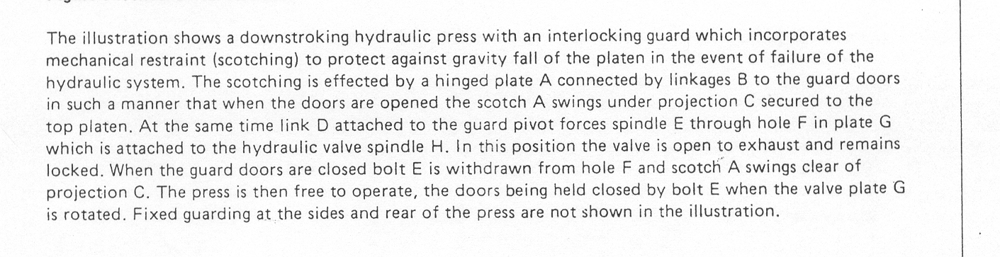 The illustration shows a downstroking hydraulic press with an interlocking guard which incorporates
mechanical restraint (scotching) to protect against gravity fall of the platen in the event of failure of the
hydraulic system. The scotching is effected by a hinged plate A connected by linkages B to the guard doors
in such a manner that when the doors are opened the scotch A swings under projection C secured to the
top platen. At the same time link D attached to the guard pivot forces spindle E through hole F in plate G
which is attached to the hydraulic valve spindle H. In this position the valve is open to exhaust and remains
locked. When the guard doors are closed bolt E is withdrawn from hole F and scotch A swings clear of
projection C. The press is then free to operate, the doors being held closed by bolt E when the valve plate G
is rotated. Fixed guarding at the sides and rear of the press are not shown in the illustration.